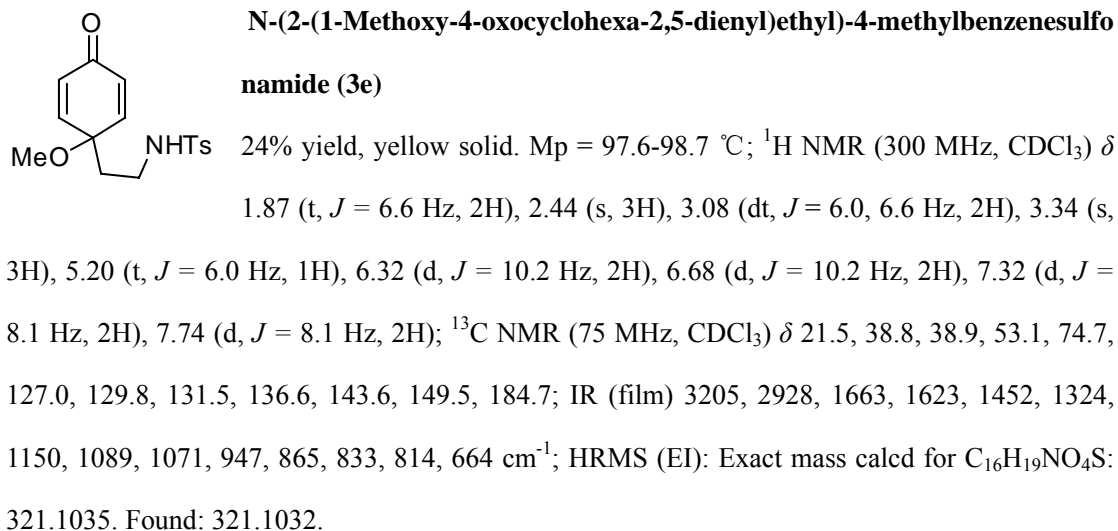 N-(2-(1-Methoxy-4-oxocyclohexa-2,5-dienyl)ethyl)-4-methylbenzenesulfo
namide (3e)
O
MeO
NHTs
24% yield, yellow solid. Mp = 97.6-98.7 ℃; ¹H NMR (300 MHz, CDCl₃) δ
1.87 (t, J = 6.6 Hz, 2H), 2.44 (s, 3H), 3.08 (dt, J = 6.0, 6.6 Hz, 2H), 3.34 (s,
3H), 5.20 (t, J = 6.0 Hz, 1H), 6.32 (d, J = 10.2 Hz, 2H), 6.68 (d, J = 10.2 Hz, 2H), 7.32 (d, J =
8.1 Hz, 2H), 7.74 (d, J = 8.1 Hz, 2H); ¹³C NMR (75 MHz, CDCl₃) δ 21.5, 38.8, 38.9, 53.1, 74.7,
127.0, 129.8, 131.5, 136.6, 143.6, 149.5, 184.7; IR (film) 3205, 2928, 1663, 1623, 1452, 1324,
1150, 1089, 1071, 947, 865, 833, 814, 664 cm⁻¹; HRMS (EI): Exact mass calcd for C₁₆H₁₉NO₄S:
321.1035. Found: 321.1032.